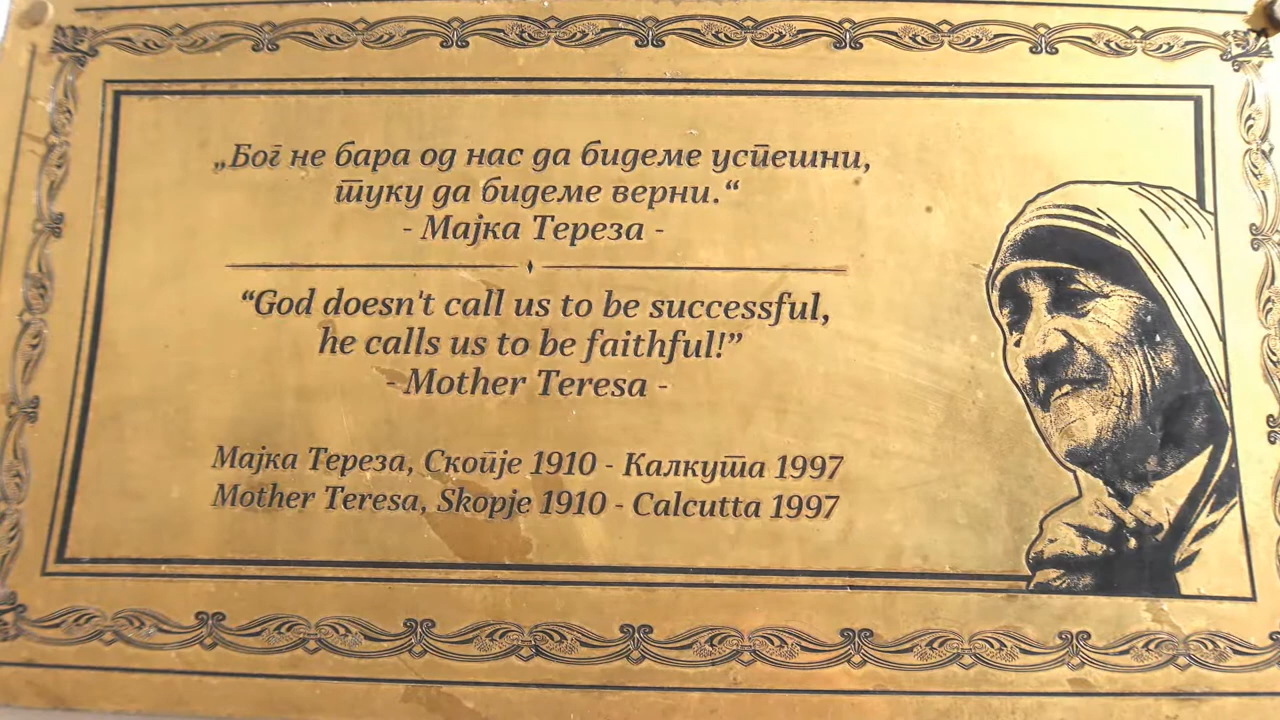 „Бог не бара од нас да бидеме успешни,
туку да бидеме верни.“
- Мајка Тереза -
“God doesn't call us to be successful,
he calls us to be faithful!”
- Mother Teresa -
Мајка Тереза, Скопје 1910 - Калкута 1997
Mother Teresa, Skopje 1910 - Calcutta 1997